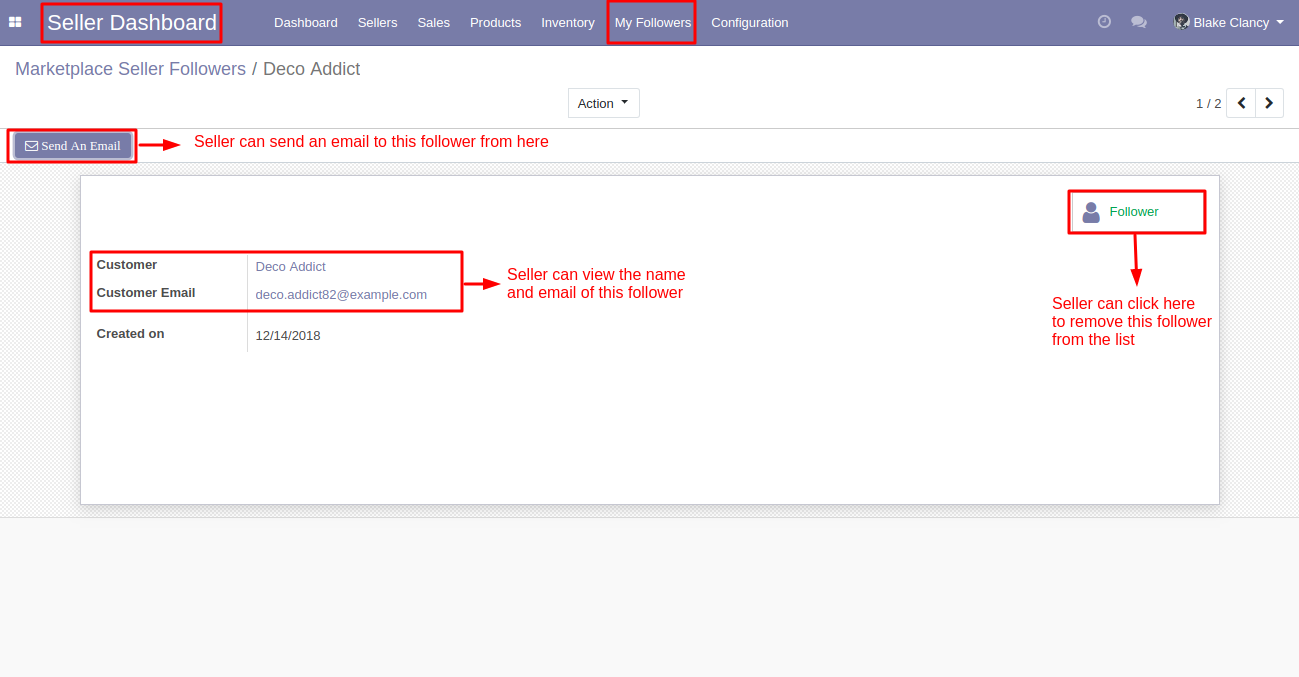 Seller Dashboard Dashboard Sellers Sales Products Inventory My Followers Configuration Blake Clancy
Marketplace Seller Followers / Deco Addict
Action 1 / 2
Send An Email Seller can send an email to this follower from here
Follower
Customer Deco Addict
Customer Email deco.addict82@example.com
Seller can view the name
and email of this follower
Created on 12/14/2018
Seller can click here
to remove this follower
from the list